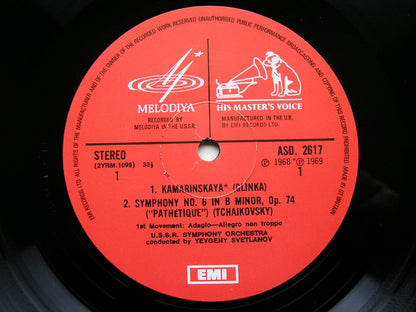 ALL RIGHTS OF THE MANUFACTURER AND OF THE OWNER OF THE RECORDED WORK RESERVED UNAUTHORISED PUBLIC PERFORMANCE BROADCASTING AND COPYING OF THIS RECORD PROHIBITED
MELODIYA
HIS MASTER'S VOICE
RECORDED BY
MELODIYA IN THE U.S.S.R.
MANUFACTURED IN THE U.K.
BY EMI RECORDS LTD.
STEREO
(2YRM.1099) 33⅓
1
ASD. 2617
℗ 1968 * ℗ 1969
1
1. KAMARINSKAYA* (GLINKA)
2. SYMPHONY NO. 6 IN B MINOR, Op. 74
("PATHÉTIQUE") (TCHAIKOVSKY)
1st Movement: Adagio—Allegro non troppo
U.S.S.R. SYMPHONY ORCHESTRA
conducted by YEVGENY SVETLANOV
EMI
EMI RECORDS LTD
MADE IN GT BRITAIN